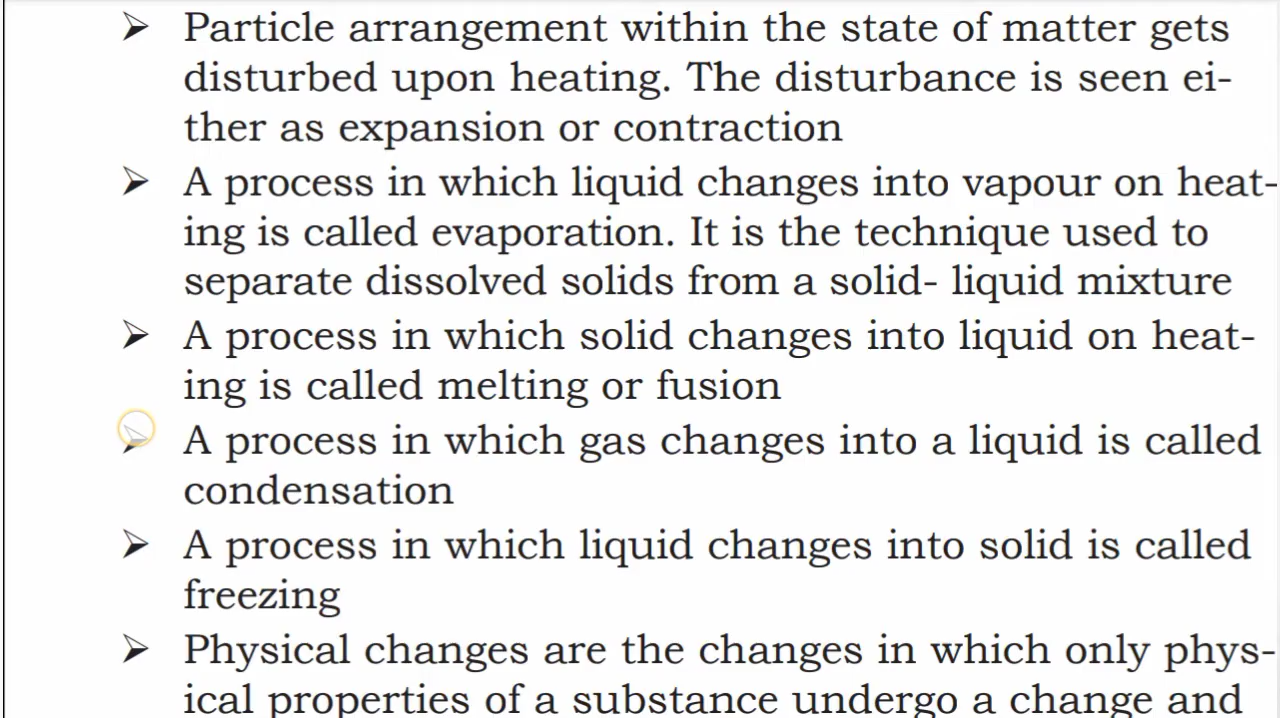 ➢ Particle arrangement within the state of matter gets
disturbed upon heating. The disturbance is seen ei-
ther as expansion or contraction
➢ A process in which liquid changes into vapour on heat-
ing is called evaporation. It is the technique used to
separate dissolved solids from a solid- liquid mixture
➢ A process in which solid changes into liquid on heat-
ing is called melting or fusion
➢ A process in which gas changes into a liquid is called
condensation
➢ A process in which liquid changes into solid is called
freezing
➢ Physical changes are the changes in which only phys-
ical properties of a substance undergo a change and